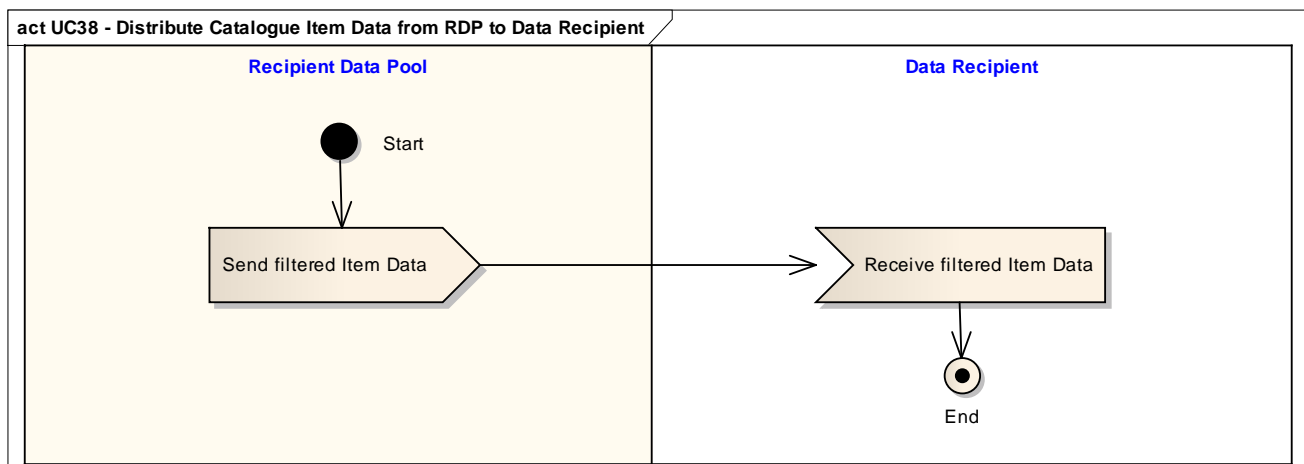 act UC38 - Distribute Catalogue Item Data from RDP to Data Recipient
Recipient Data Pool
Data Recipient
Start
Send filtered Item Data
Receive filtered Item Data
End